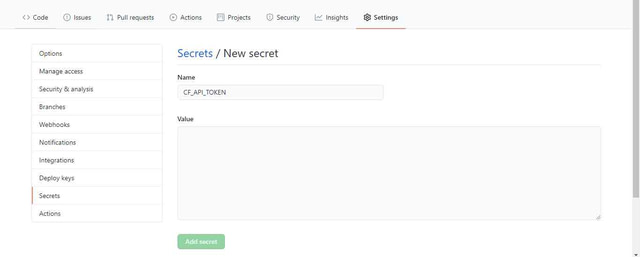 Code Issues Pull requests Actions Projects Security Insights Settings
Options
Manage access
Security & analysis
Branches
Webhooks
Notifications
Integrations
Deploy keys
Secrets
Actions
Secrets / New secret
Name
CF_API_TOKEN
Value
Add secret